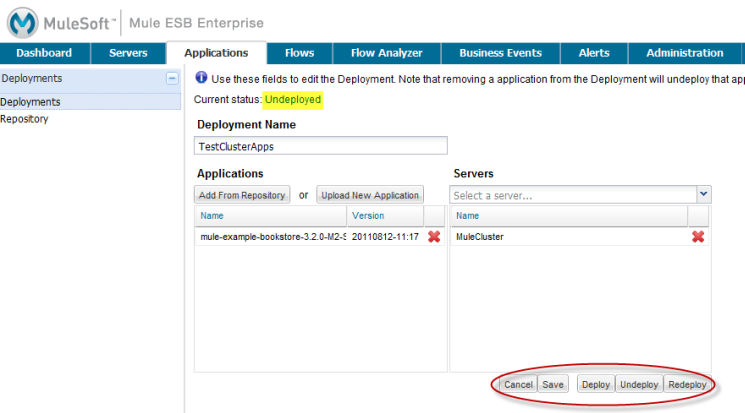 MuleSoft™ Mule ESB Enterprise
Dashboard Servers Applications Flows Flow Analyzer Business Events Alerts Administration
Deployments
Deployments
Repository
Use these fields to edit the Deployment. Note that removing a application from the Deployment will undeploy that app
Current status: Undeployed
Deployment Name
TestClusterApps
Applications Servers
Add From Repository or Upload New Application Select a server...
Name Version Name
mule-example-bookstore-3.2.0-M2-S 20110812-11:17 MuleCluster
Cancel Save Deploy Undeploy Redeploy